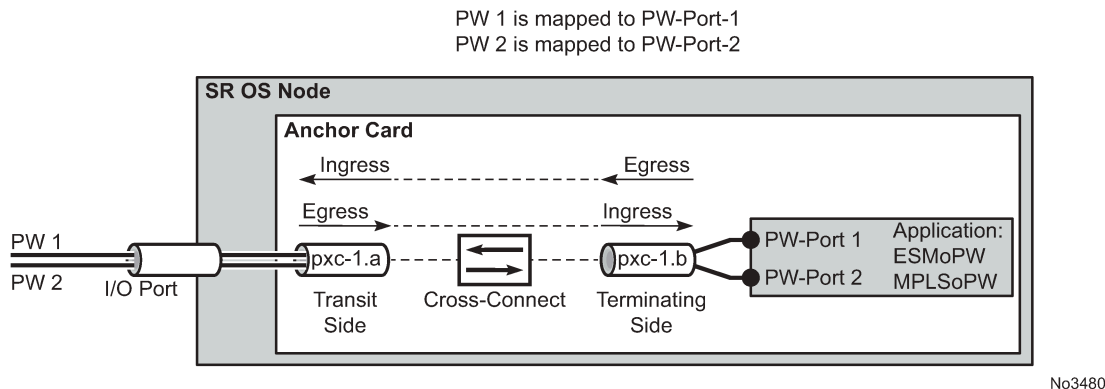 PW 1 is mapped to PW-Port-1
PW 2 is mapped to PW-Port-2
SR OS Node
Anchor Card
Ingress
Egress
Egress
Ingress
PW 1
PW 2
I/O Port
pxc-1.a
pxc-1.b
PW-Port 1
PW-Port 2
Application:
ESMoPW
MPLSoPW
Transit
Side
Cross-Connect
Terminating
Side
No3480